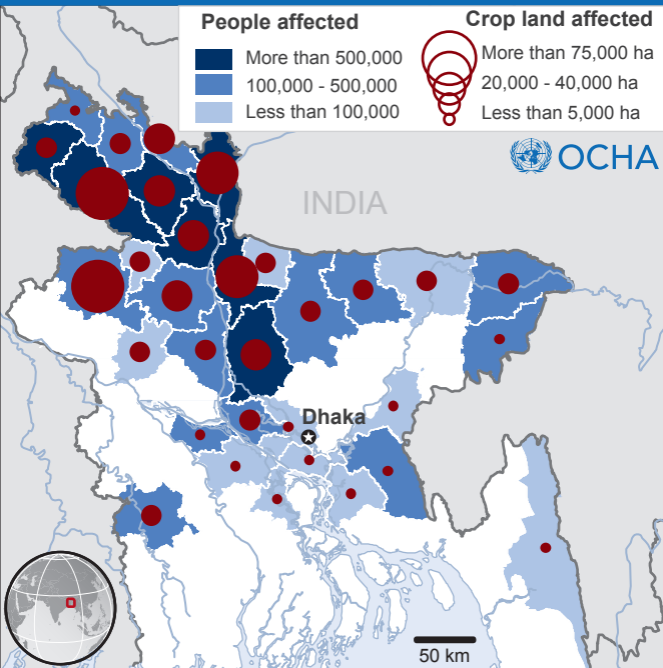 People affected
More than 500,000
100,000 - 500,000
Less than 100,000
Crop land affected
More than 75,000 ha
20,000 - 40,000 ha
Less than 5,000 ha
OCHA
INDIA
Dhaka
50 km